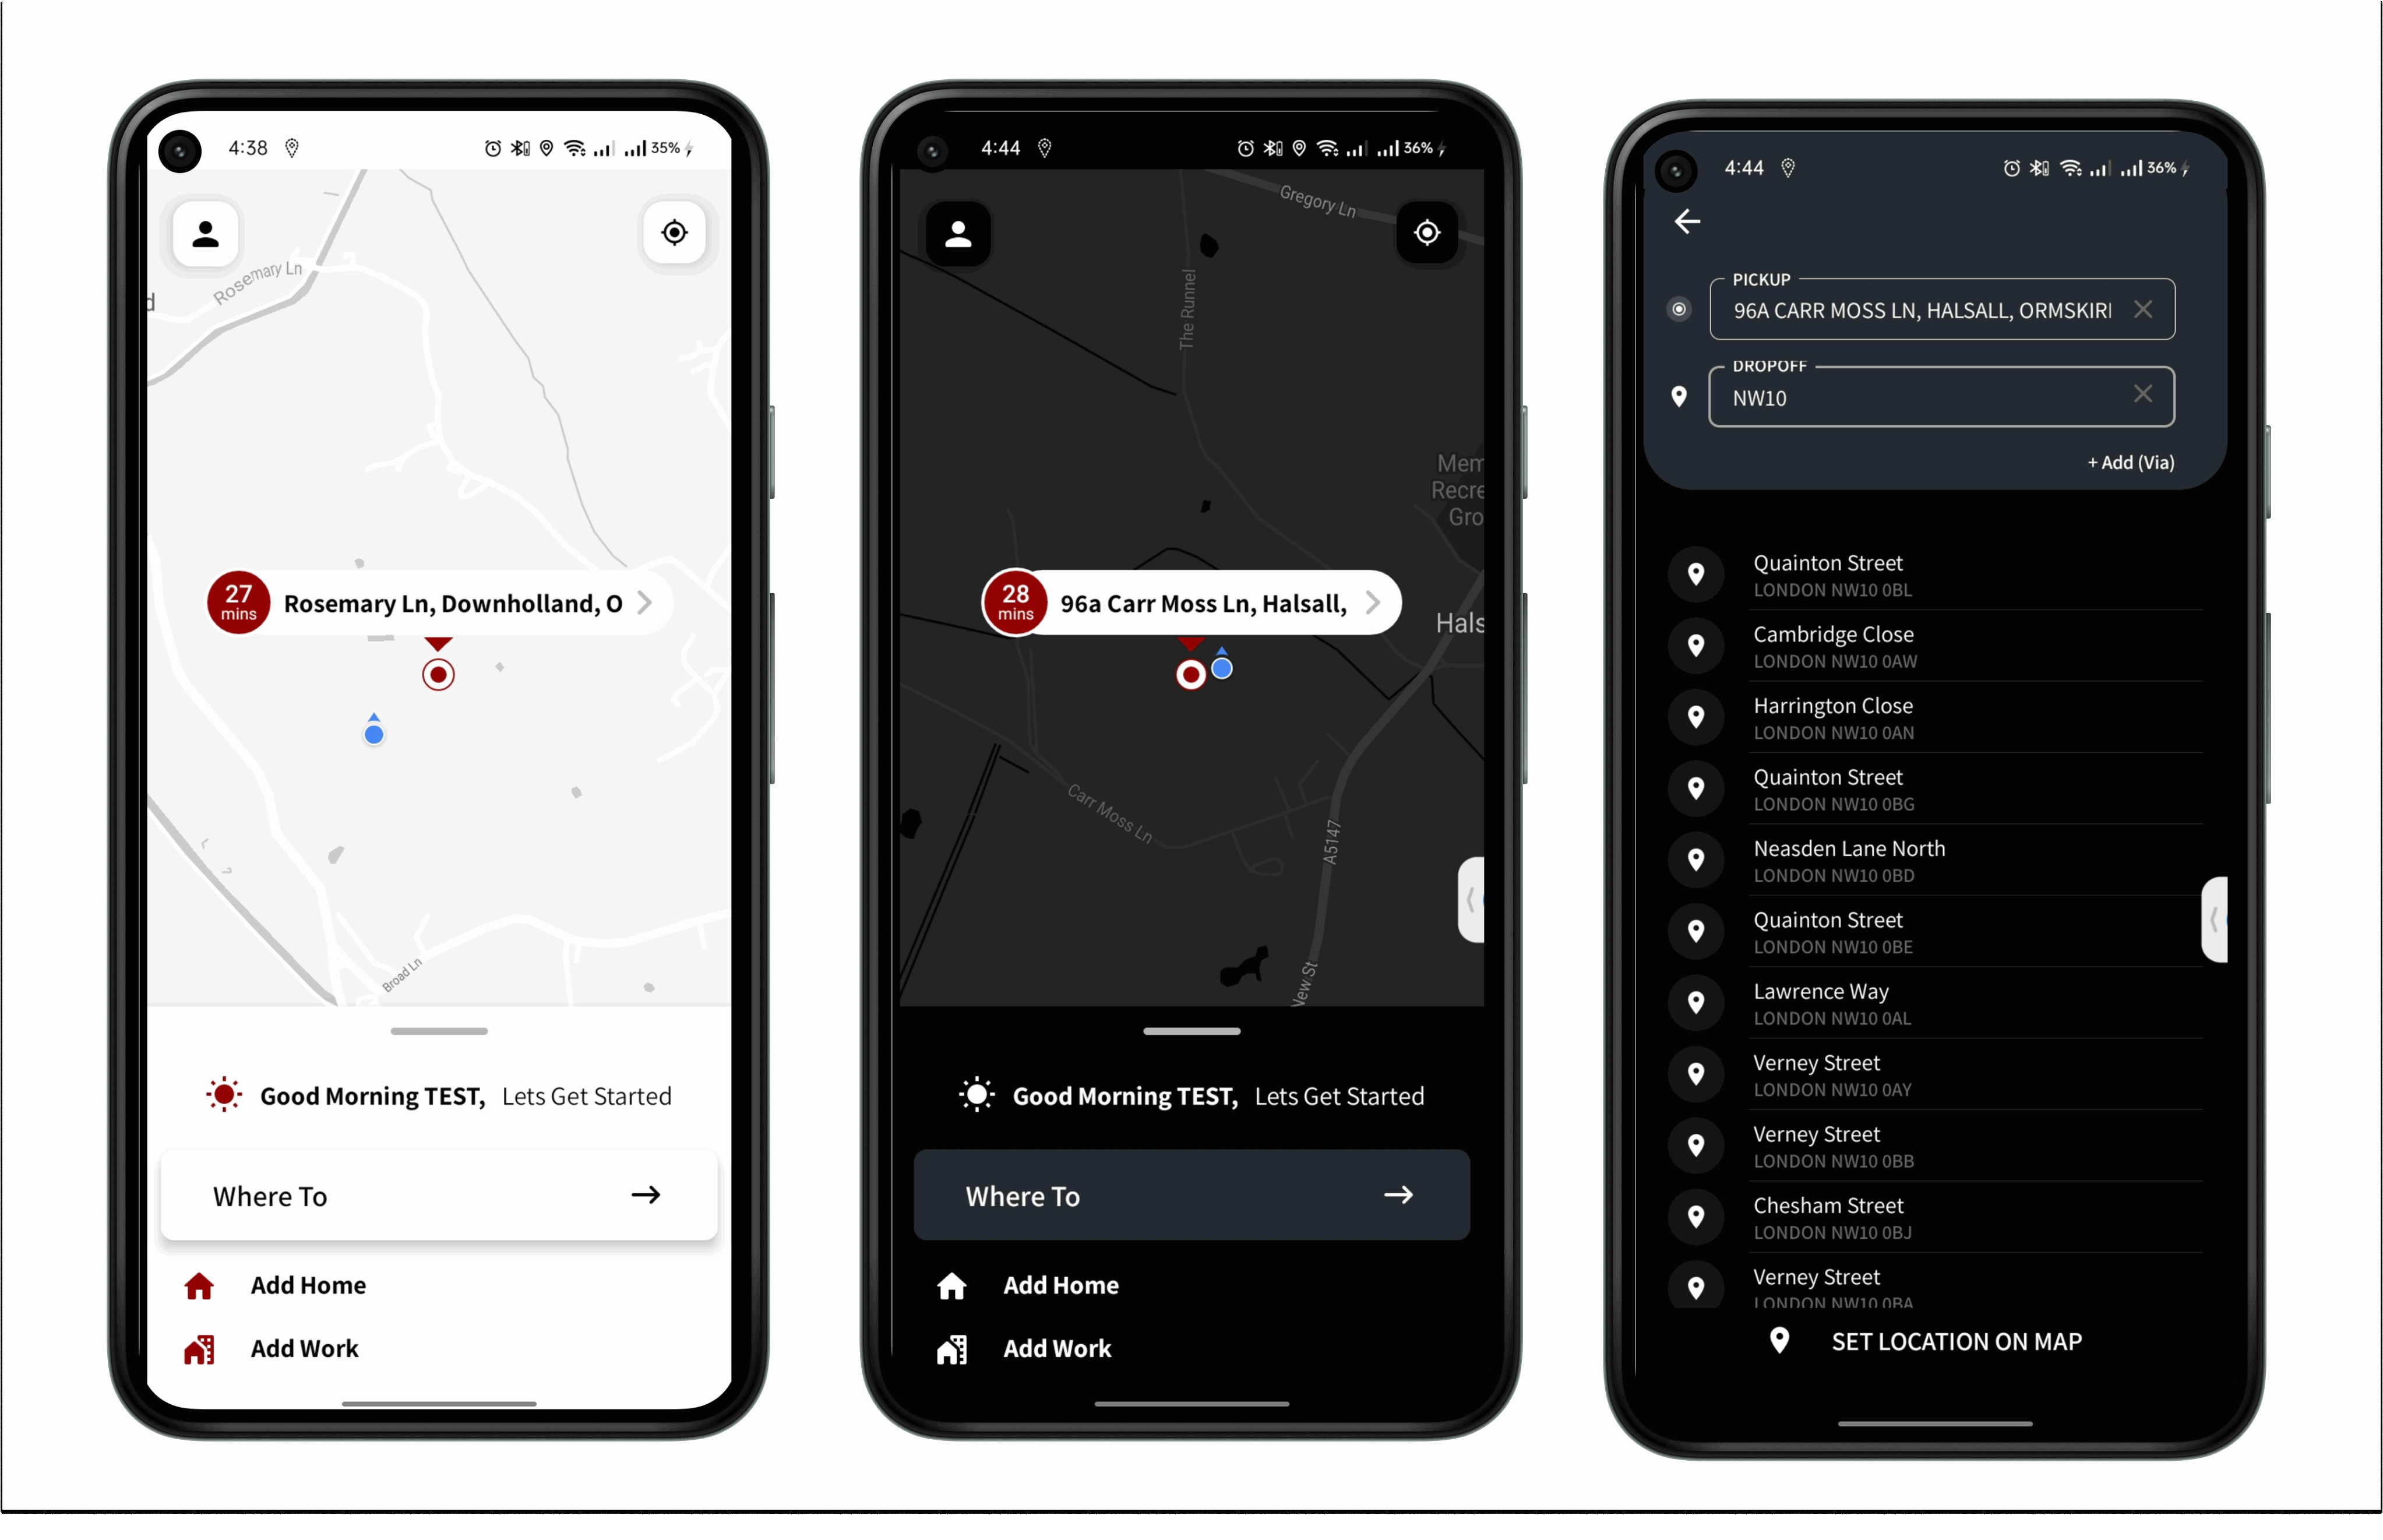 4:38
35%
Rosemary Ln
d
27
mins
Rosemary Ln, Downholland, O
Broad Ln
Good Morning TEST, Lets Get Started
Where To
Add Home
Add Work
4:44
36%
Gregory Ln
The Runnel
Mem
Recre
Gro
28
mins
96a Carr Moss Ln, Halsall,
Hals
Carr Moss Ln
A5147
New St
Good Morning TEST, Lets Get Started
Where To
Add Home
Add Work
4:44
36%
PICKUP
96A CARR MOSS LN, HALSALL, ORMSKIRI
DROPOFF
NW10
+ Add (Via)
Quainton Street
LONDON NW10 0BL
Cambridge Close
LONDON NW10 0AW
Harrington Close
LONDON NW10 0AN
Quainton Street
LONDON NW10 0BG
Neasden Lane North
LONDON NW10 0BD
Quainton Street
LONDON NW10 0BE
Lawrence Way
LONDON NW10 0AL
Verney Street
LONDON NW10 0AY
Verney Street
LONDON NW10 0BB
Chesham Street
LONDON NW10 0BJ
Verney Street
LONDON NW10 0BA
SET LOCATION ON MAP